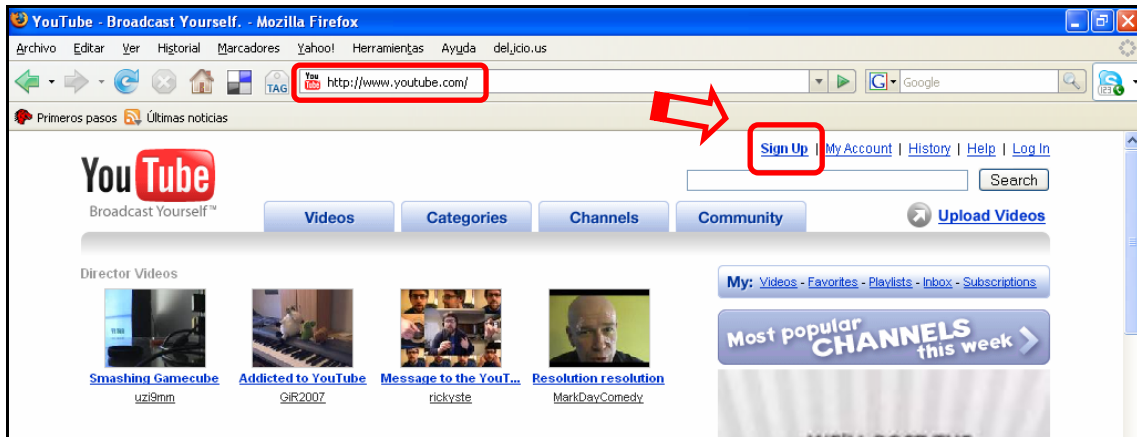 YouTube - Broadcast Yourself. - Mozilla Firefox
Archivo Editar Ver Historial Marcadores Yahoo! Herramientas Ayuda del.icio.us
TAG You Tube http://www.youtube.com/ G Google 123
Primeros pasos Últimas noticias
Sign Up | My Account | History | Help | Log In
YouTube Search
Broadcast Yourself™ Videos Categories Channels Community Upload Videos
Director Videos
My: Videos - Favorites - Playlists - Inbox - Subscriptions
Most popular
CHANNELS
this week
Smashing Gamecube Addicted to YouTube Message to the YouT... Resolution resolution
uzi9mm GiR2007 rickyste MarkDayComedy